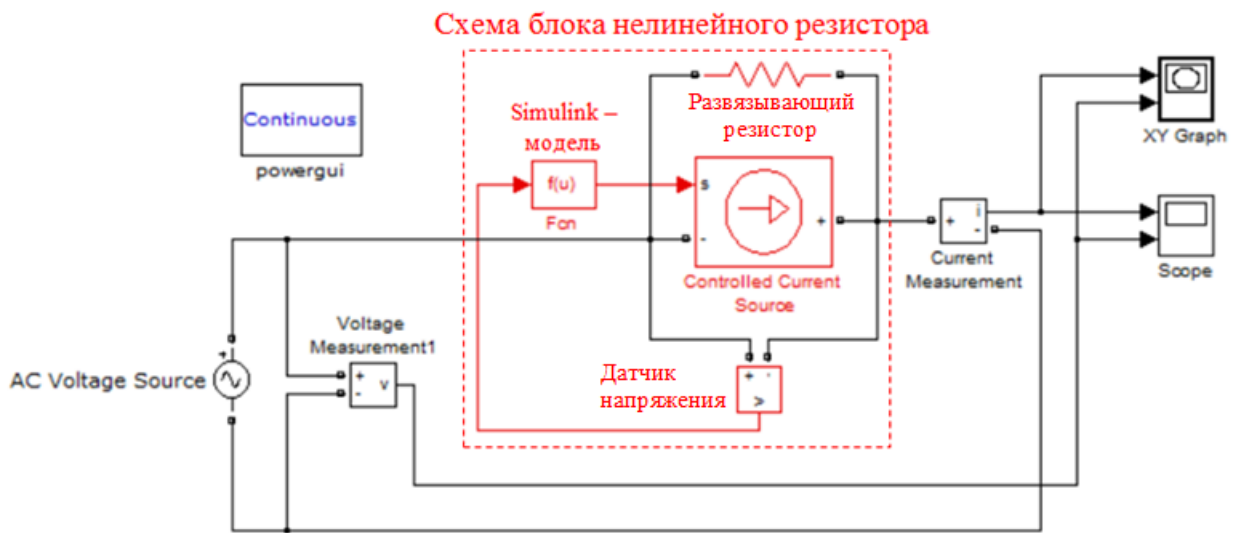 Схема блока нелинейного резистора
Continuous
powergui
Simulink –
модель
f(u)
Fcn
Развязывающий
резистор
s
-
+
Controlled Current
Source
+
i
-
Current
Measurement
XY Graph
Scope
Voltage
Measurement1
+
-
v
+
AC Voltage Source
Датчик
напряжения
+ -
v